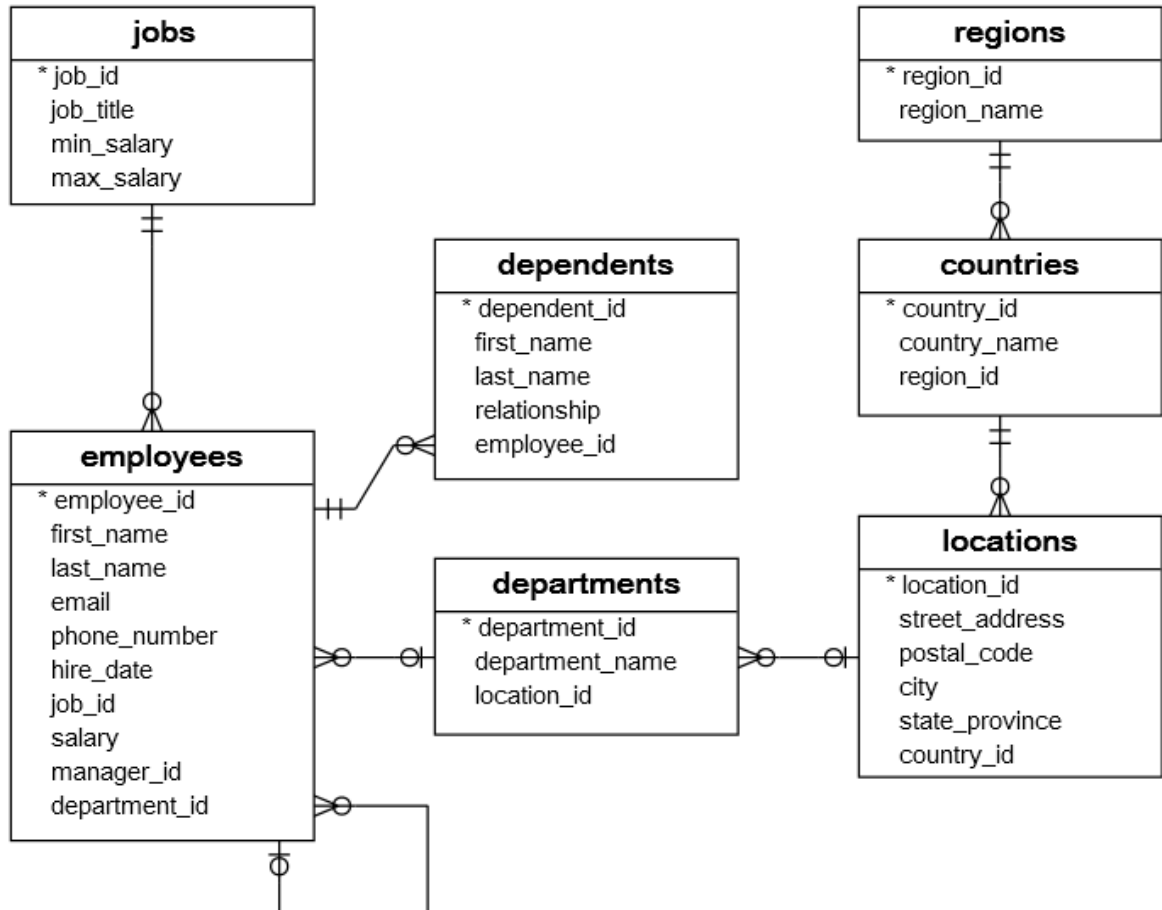 jobs
* job_id
job_title
min_salary
max_salary
regions
* region_id
region_name
dependents
* dependent_id
first_name
last_name
relationship
employee_id
countries
* country_id
country_name
region_id
employees
* employee_id
first_name
last_name
email
phone_number
hire_date
job_id
salary
manager_id
department_id
departments
* department_id
department_name
location_id
locations
* location_id
street_address
postal_code
city
state_province
country_id